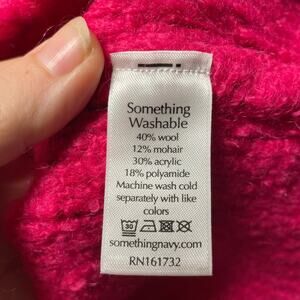 Something
Washable
40% wool
12% mohair
30% acrylic
18% polyamide
Machine wash cold
separately with like
colors
30
somethingnavy.com
RN161732